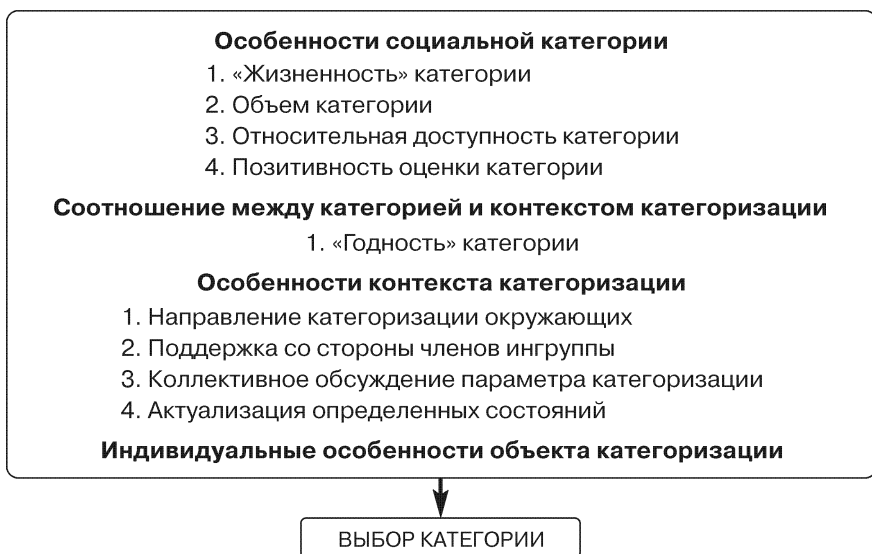 Особенности социальной категории
1. «Жизненность» категории
2. Объем категории
3. Относительная доступность категории
4. Позитивность оценки категории
Соотношение между категорией и контекстом категоризации
1. «Годность» категории
Особенности контекста категоризации
1. Направление категоризации окружающих
2. Поддержка со стороны членов ингруппы
3. Коллективное обсуждение параметра категоризации
4. Актуализация определенных состояний
Индивидуальные особенности объекта категоризации
ВЫБОР КАТЕГОРИИ